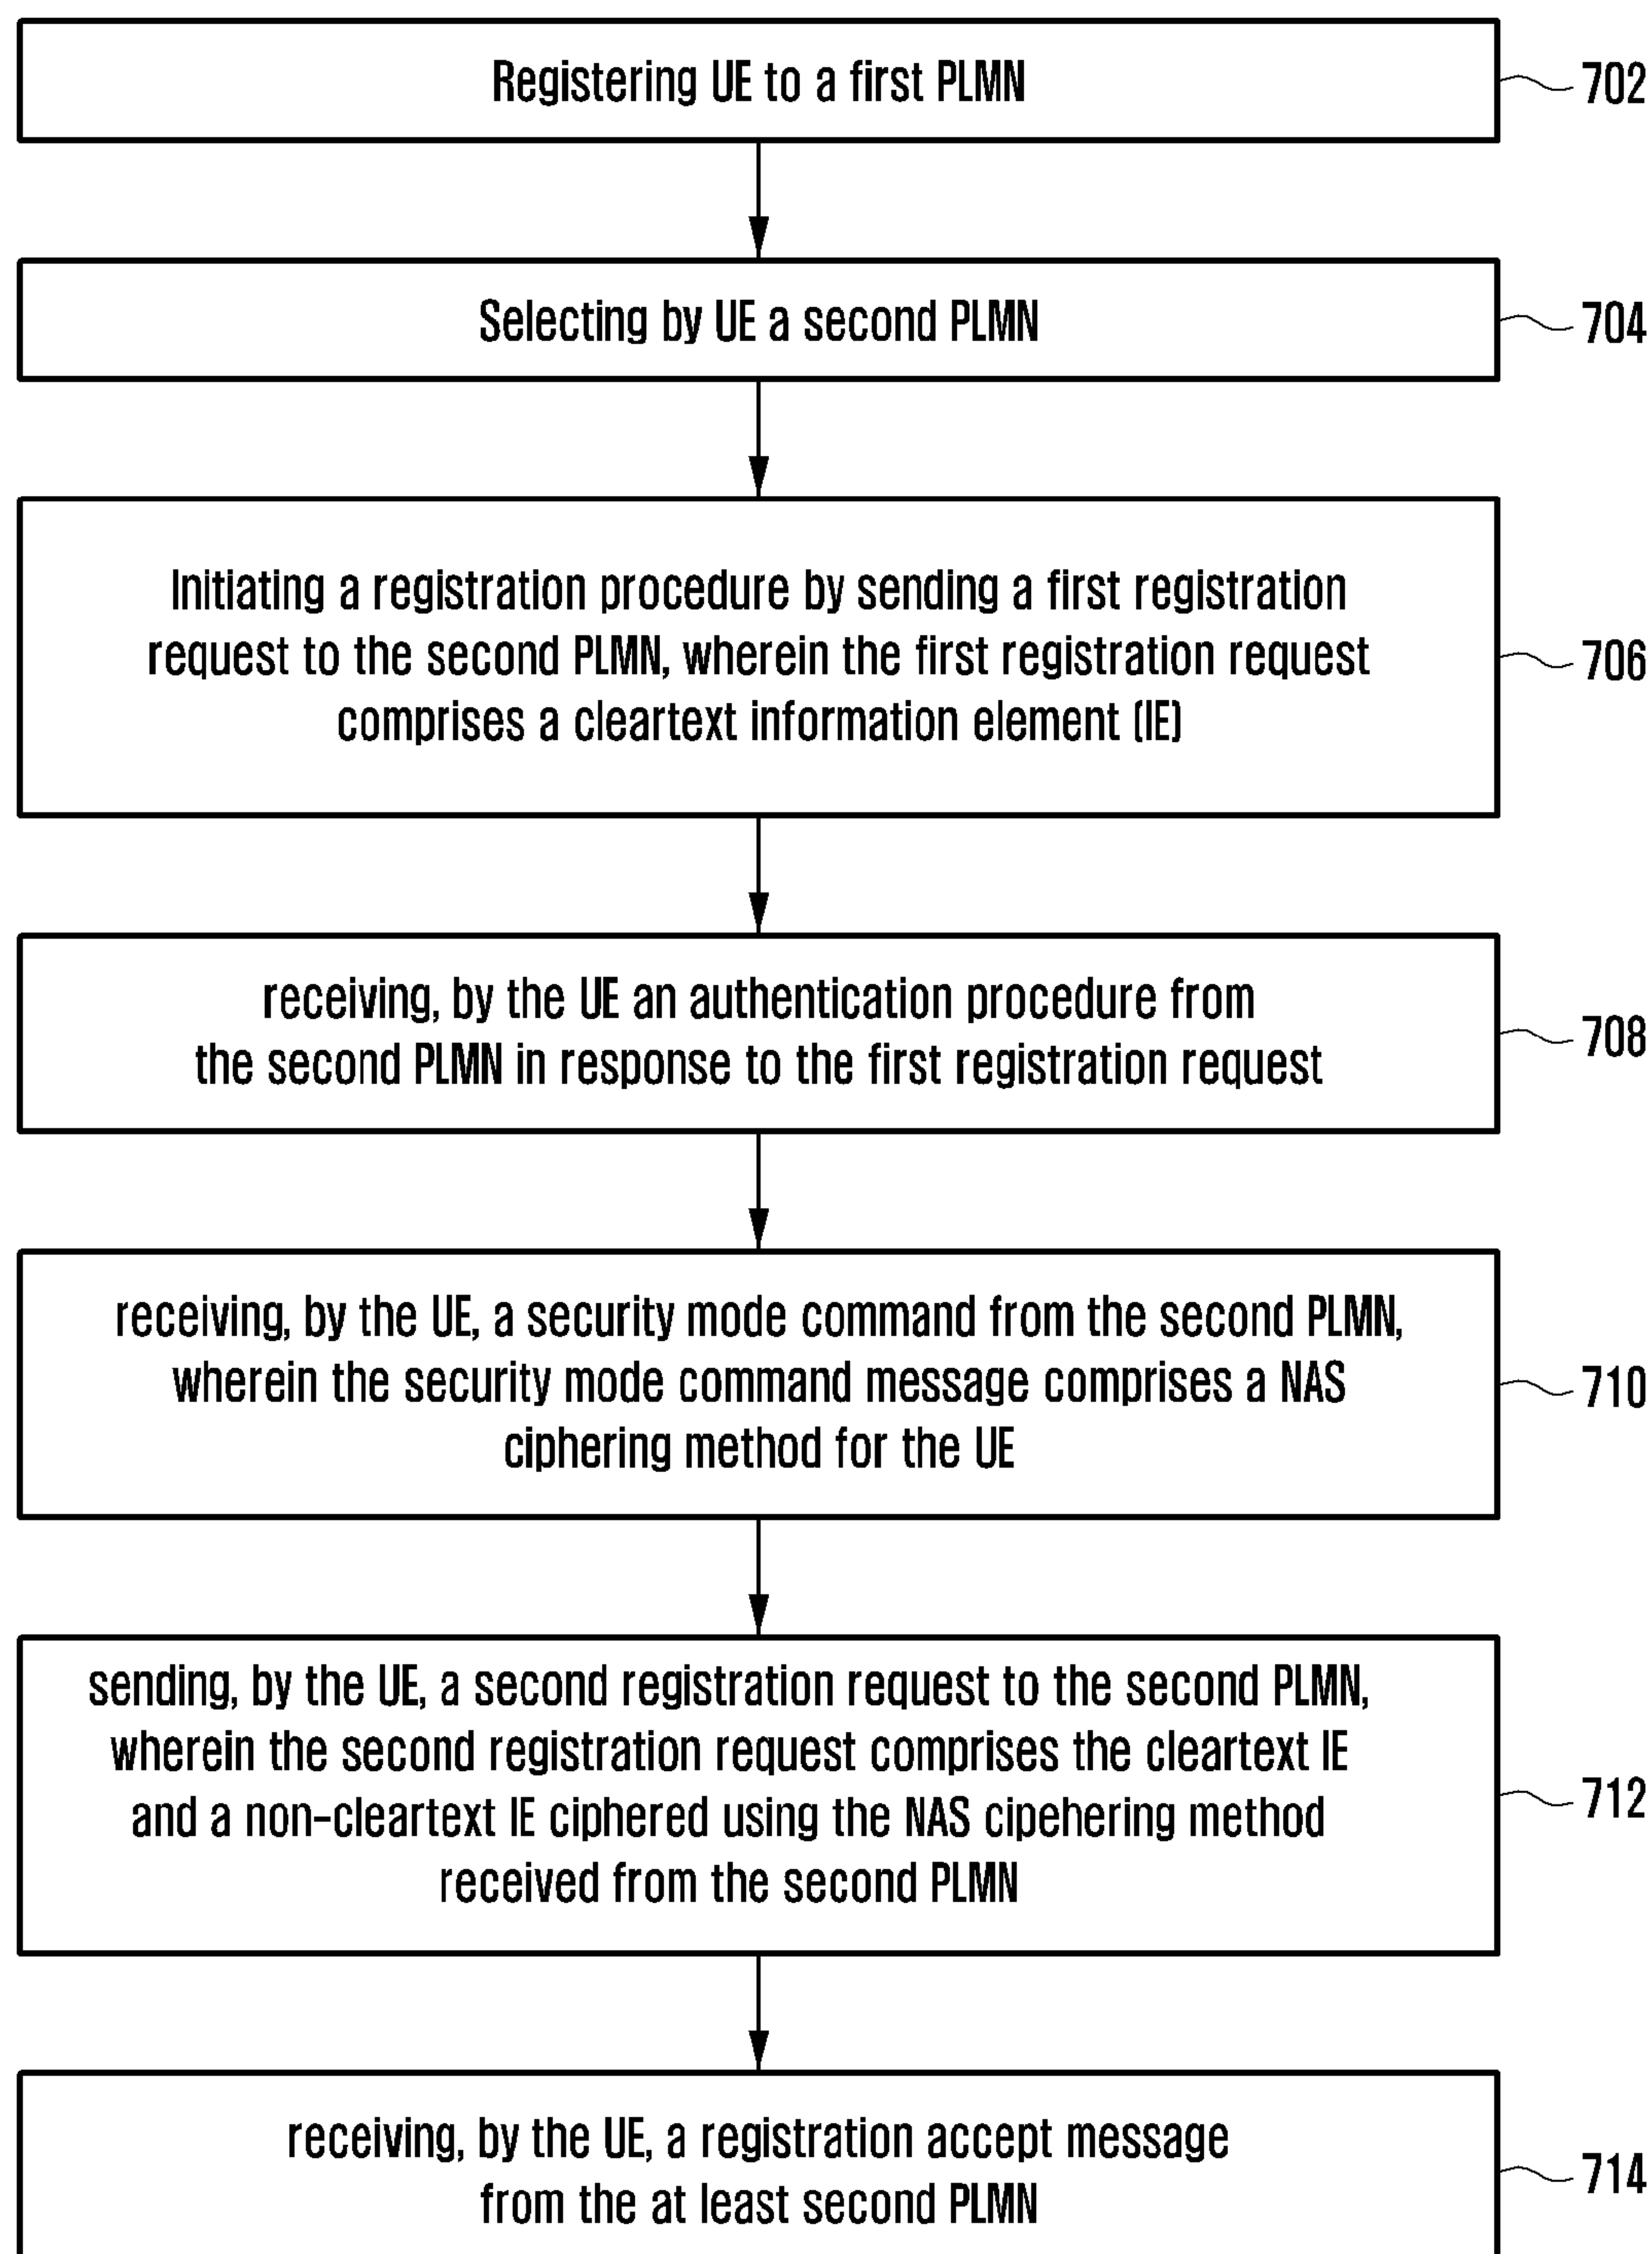 Registering UE to a first PLMN
702
Selecting by UE a second PLMN
704
Initiating a registration procedure by sending a first registration
request to the second PLMN, wherein the first registration request
comprises a cleartext information element (IE)
706
receiving, by the UE an authentication procedure from
the second PLMN in response to the first registration request
708
receiving, by the UE, a security mode command from the second PLMN,
wherein the security mode command message comprises a NAS
ciphering method for the UE
710
sending, by the UE, a second registration request to the second PLMN,
wherein the second registration request comprises the cleartext IE
and a non-cleartext IE ciphered using the NAS cipehering method
received from the second PLMN
712
receiving, by the UE, a registration accept message
from the at least second PLMN
714